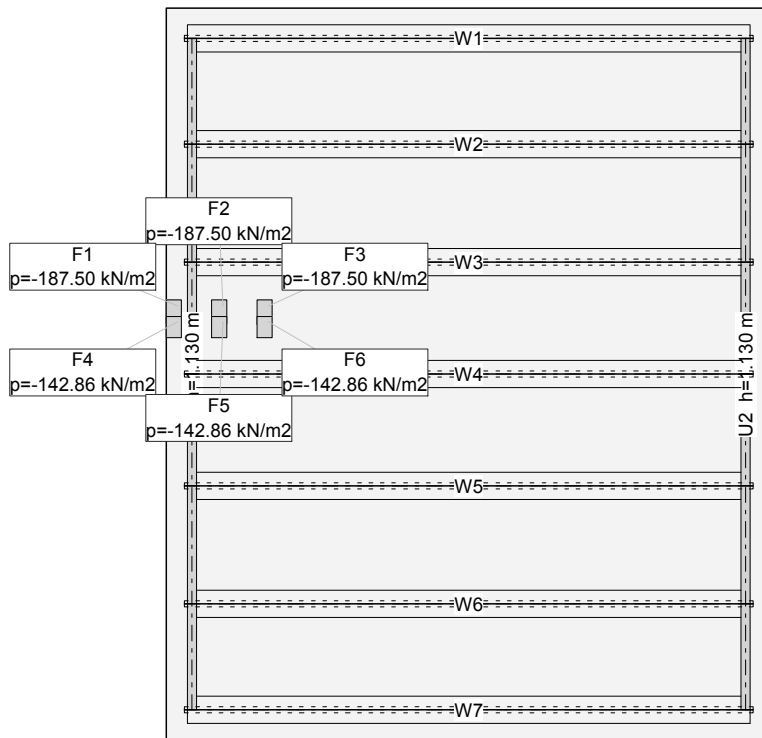 W1
W2
F2
p=-187.50 kN/m2
F1
p=-187.50 kN/m2
F3
p=-187.50 kN/m2
W3
h=1.130 m
U2 h=1.130 m
F4
p=-142.86 kN/m2
F6
p=-142.86 kN/m2
W4
F5
p=-142.86 kN/m2
W5
W6
W7